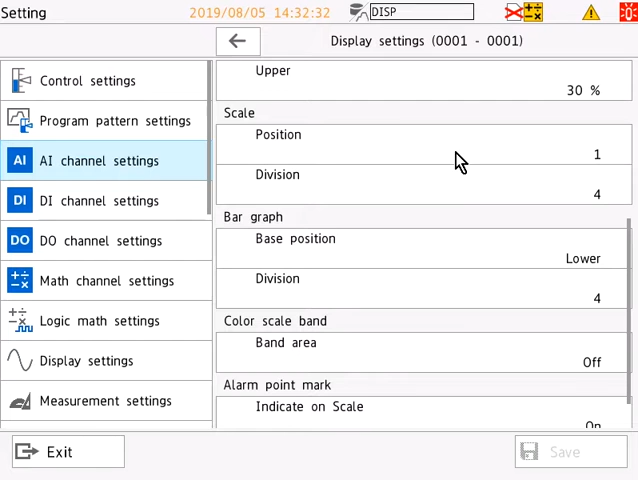 Setting
2019/08/05 14:32:32
DISP
Display settings (0001 - 0001)
Control settings
Program pattern settings
AI AI channel settings
DI DI channel settings
DO DO channel settings
Math channel settings
Logic math settings
Display settings
Measurement settings
Upper
30 %
Scale
Position
1
Division
4
Bar graph
Base position
Lower
Division
4
Color scale band
Band area
Off
Alarm point mark
Indicate on Scale
On
Exit
Save